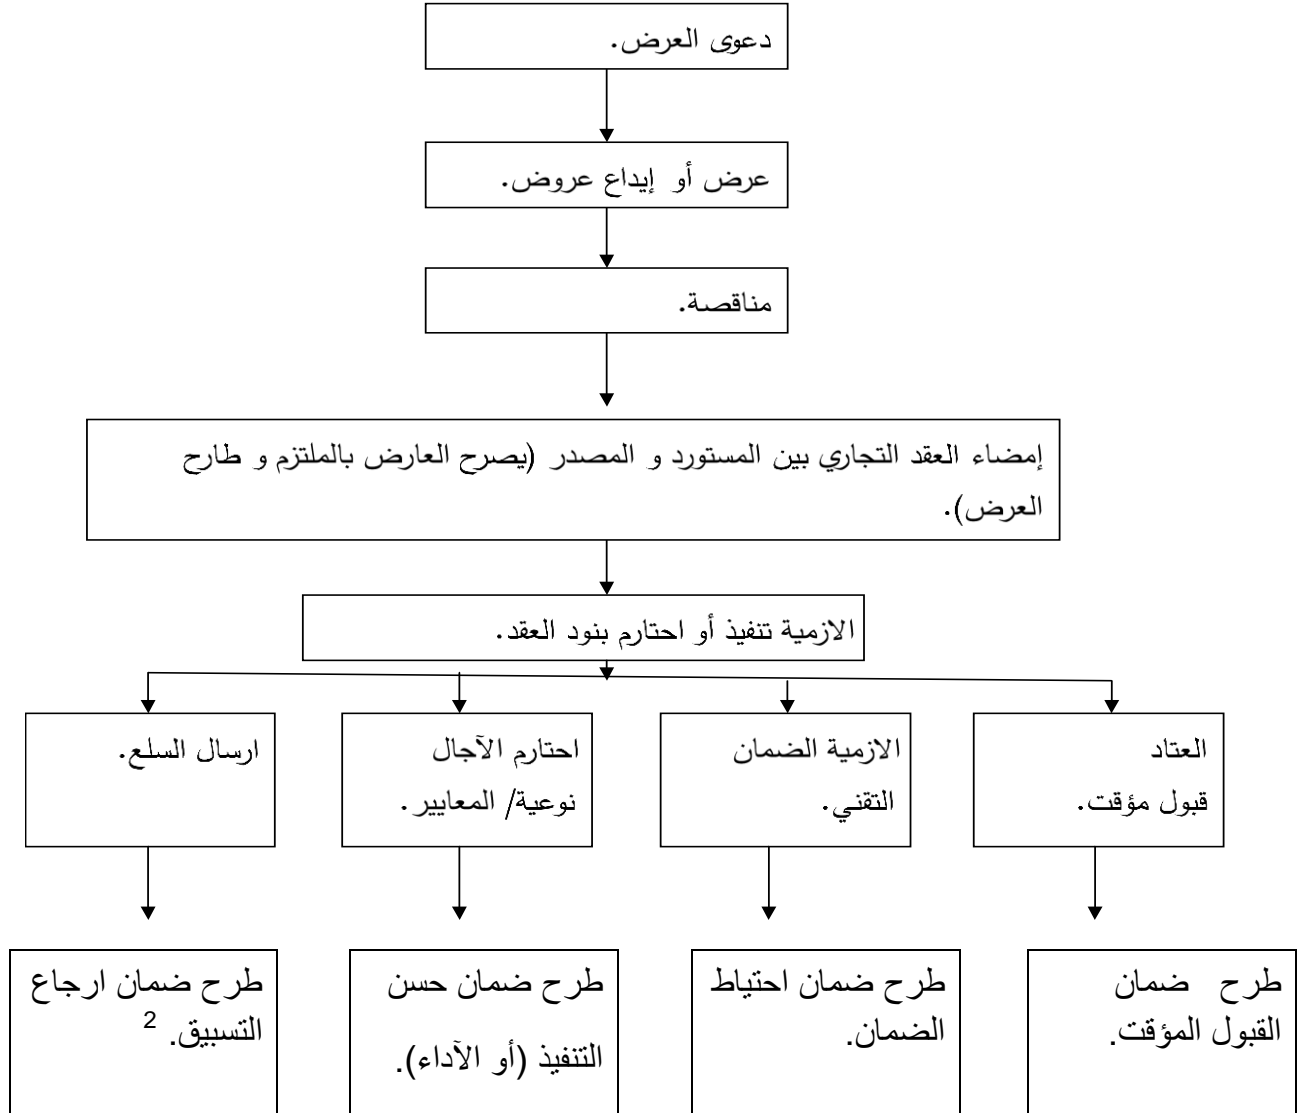 دعوى العرض.
عرض أو إيداع عروض.
مناقصة.
إمضاء العقد التجاري بين المستورد و المصدر (يصرح العارض بالملتزم و طارح
العرض).
الازمية تنفيذ أو احتارم بنود العقد.
العتاد
قبول مؤقت.
الازمية الضمان
التقني.
احتارم الآجال
نوعية/ المعايير.
ارسال السلع.
طرح ضمان
القبول المؤقت.
طرح ضمان احتياط
الضمان.
طرح ضمان حسن
التنفيذ (أو الآداء).
طرح ضمان ارجاع
التسبيق. 2